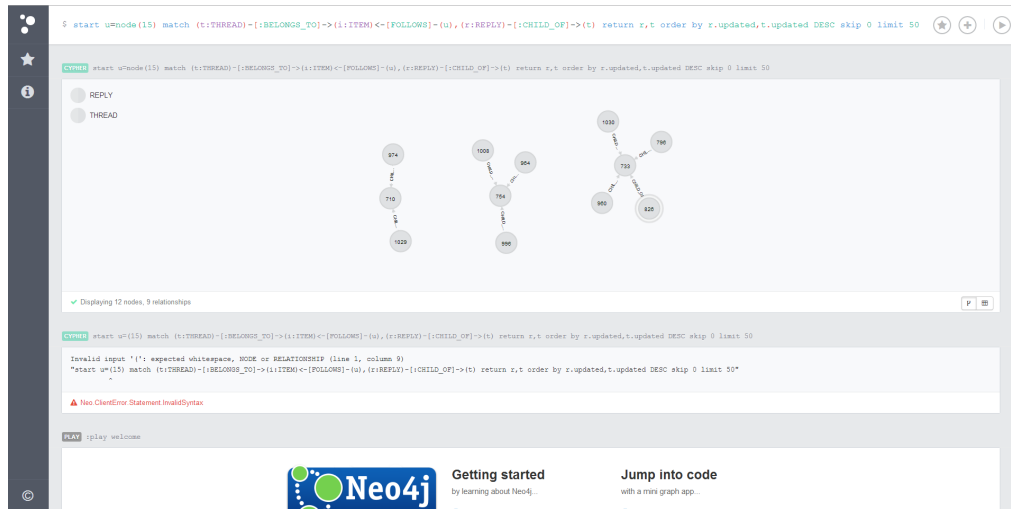 $ start u=node(15) match (t:THREAD)-[:BELONGS_TO]->(i:ITEM)<-[FOLLOWS]-(u),(r:REPLY)-[:CHILD_OF]->(t) return r,t order by r.updated,t.updated DESC skip 0 limit 50
CYPHER start u=node(15) match (t:THREAD)-[:BELONGS_TO]->(i:ITEM)<-[FOLLOWS]-(u),(r:REPLY)-[:CHILD_OF]->(t) return r,t order by r.updated,t.updated DESC skip 0 limit 50
REPLY
THREAD
1030
796
974
1008
984
733
CHILD...
CHI...
710
764
960
826
CHILD_OF
1029
986
Displaying 12 nodes, 9 relationships
P
CYPHER start u=(15) match (t:THREAD)-[:BELONGS_TO]->(i:ITEM)<-[FOLLOWS]-(u),(r:REPLY)-[:CHILD_OF]->(t) return r,t order by r.updated,t.updated DESC skip 0 limit 50
Invalid input '(': expected whitespace, NODE or RELATIONSHIP (line 1, column 9)
"start u=(15) match (t:THREAD)-[:BELONGS_TO]->(i:ITEM)<-[FOLLOWS]-(u),(r:REPLY)-[:CHILD_OF]->(t) return r,t order by r.updated,t.updated DESC skip 0 limit 50"
^
Neo.ClientError.Statement.InvalidSyntax
PLAY :play welcome
Neo4j
Getting started
by learning about Neo4j...
Jump into code
with a mini graph app...
©